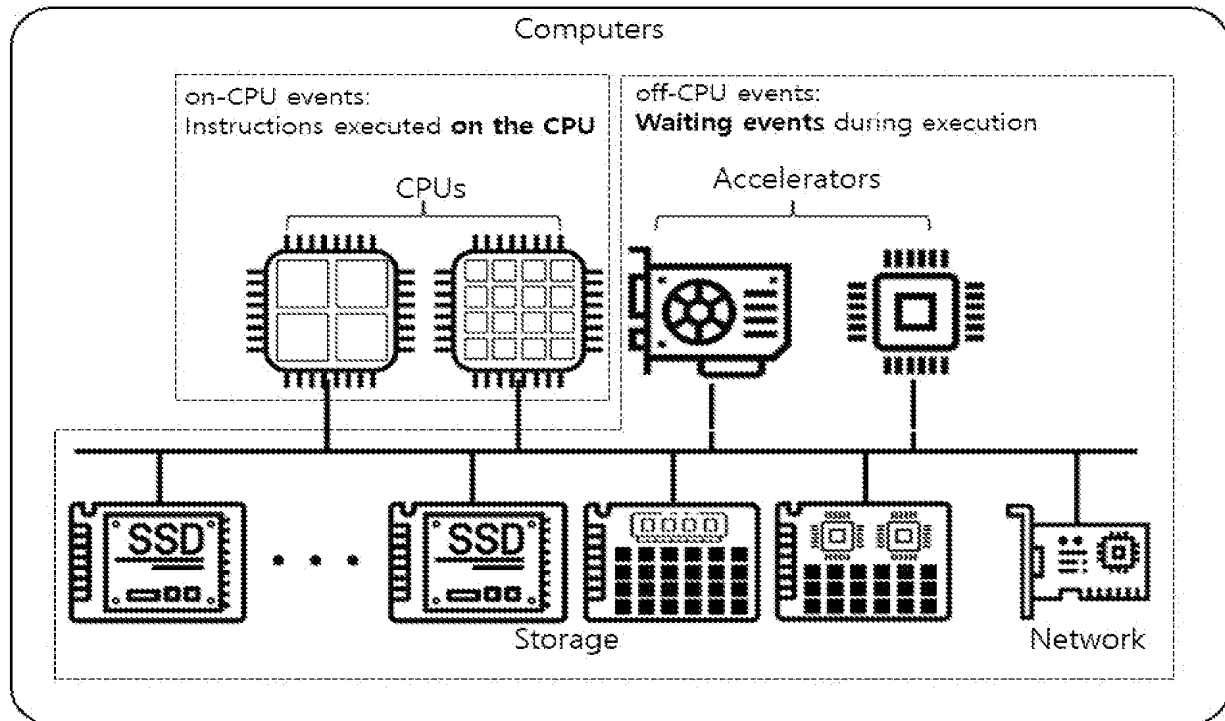 Computers
on-CPU events:
Instructions executed on the CPU
off-CPU events:
Waiting events during execution
CPUs
Accelerators
SSD
SSD
Storage
Network